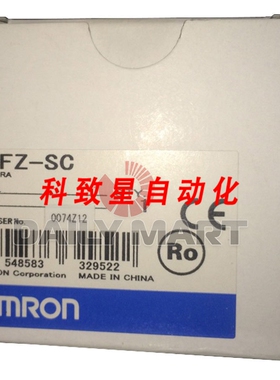 FZ-SC
RA
SER No. 0074Z12
科致星自动化
DAILY MART
CE
Ro
ON Corporation MADE IN CHINA
548583 329522
MRON